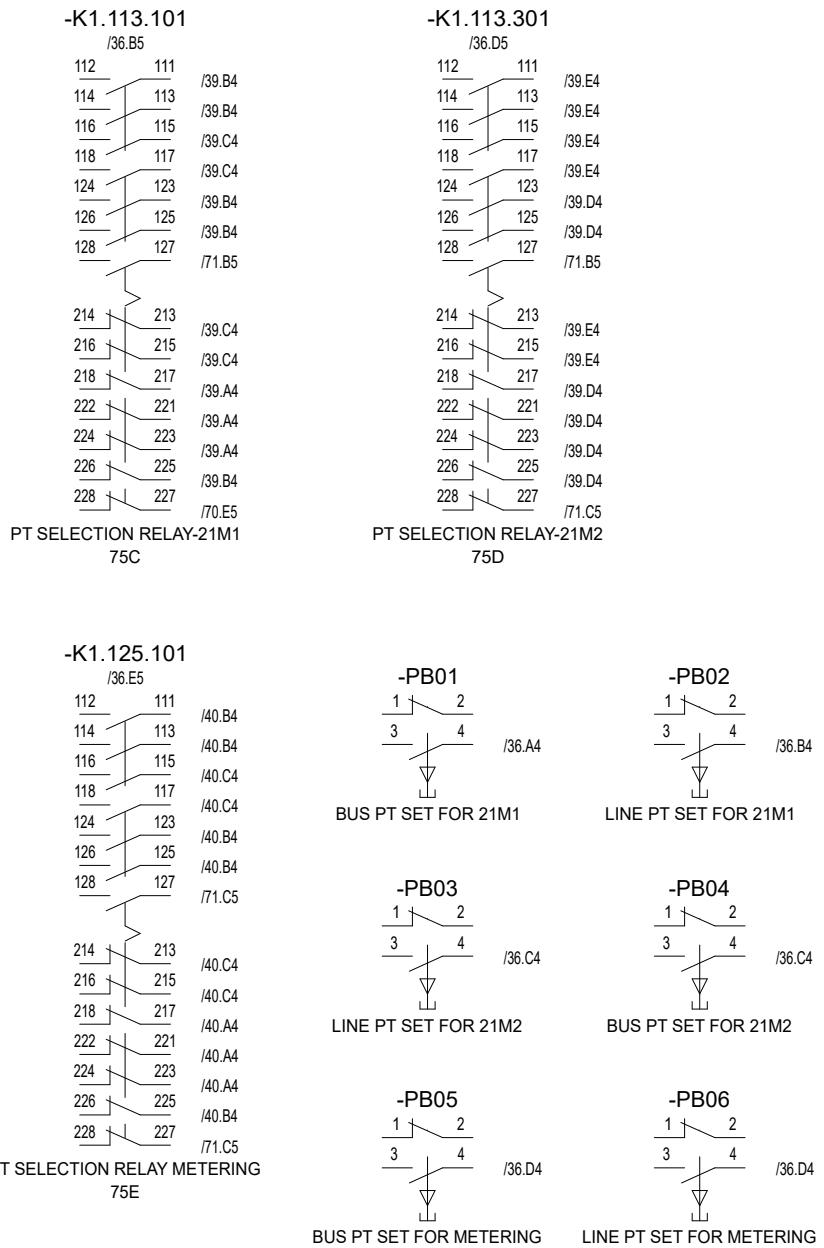 -K1.113.101
/36.B5
112 111 /39.B4
114 113 /39.B4
116 115 /39.C4
118 117 /39.C4
124 123 /39.B4
126 125 /39.B4
128 127 /71.B5
214 213 /39.C4
216 215 /39.C4
218 217 /39.A4
222 221 /39.A4
224 223 /39.A4
226 225 /39.B4
228 227 /70.E5
PT SELECTION RELAY-21M1
75C
-K1.113.301
/36.D5
112 111 /39.E4
114 113 /39.E4
116 115 /39.E4
118 117 /39.E4
124 123 /39.D4
126 125 /39.D4
128 127 /71.B5
214 213 /39.E4
216 215 /39.E4
218 217 /39.D4
222 221 /39.D4
224 223 /39.D4
226 225 /39.D4
228 227 /71.C5
PT SELECTION RELAY-21M2
75D
-K1.125.101
/36.E5
112 111 /40.B4
114 113 /40.B4
116 115 /40.C4
118 117 /40.C4
124 123 /40.B4
126 125 /40.B4
128 127 /71.C5
214 213 /40.C4
216 215 /40.C4
218 217 /40.A4
222 221 /40.A4
224 223 /40.A4
226 225 /40.B4
228 227 /71.C5
T SELECTION RELAY METERING
75E
-PB01
1 2
3 4 /36.A4
BUS PT SET FOR 21M1
-PB02
1 2
3 4 /36.B4
LINE PT SET FOR 21M1
-PB03
1 2
3 4 /36.C4
LINE PT SET FOR 21M2
-PB04
1 2
3 4 /36.C4
BUS PT SET FOR 21M2
-PB05
1 2
3 4 /36.D4
BUS PT SET FOR METERING
-PB06
1 2
3 4 /36.D4
LINE PT SET FOR METERING